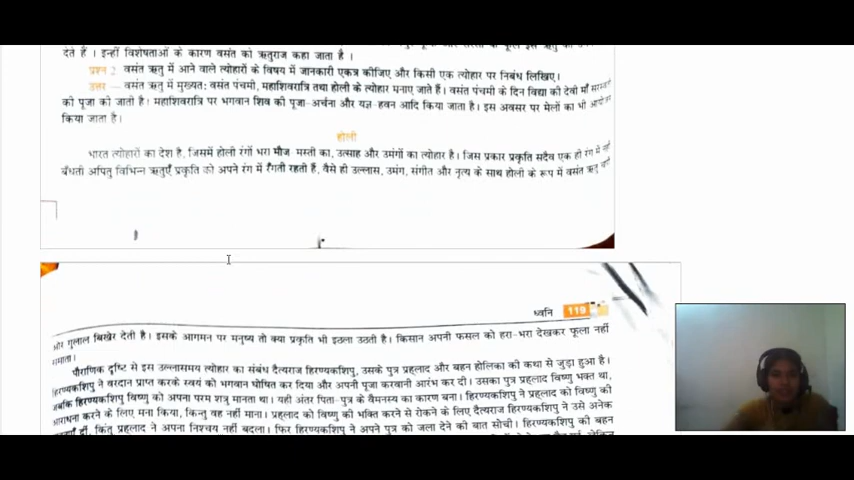 देते हैं । इन्हीं विशेषताओं के कारण वसंत को ऋतुराज कहा जाता है ।
प्रश्न 2 वसंत ऋतु में आने वाले त्योहारों के विषय में जानकारी एकत्र कीजिए और किसी एक त्योहार पर निबंध लिखिए।
उत्तर — वसंत ऋतु में मुख्यतः वसंत पंचमी, महाशिवरात्रि तथा होली के त्योहार मनाए जाते हैं। वसंत पंचमी के दिन विद्या की देवी माँ सरस्वती
की पूजा की जाती है। महाशिवरात्रि पर भगवान शिव की पूजा-अर्चना और यज्ञ-हवन आदि किया जाता है। इस अवसर पर मेलों का भी आयोजन
किया जाता है।
होली
भारत त्योहारों का देश है, जिसमें होली रंगों भरा मौज मस्ती का, उत्साह और उमंगों का त्योहार है। जिस प्रकार प्रकृति सदैव एक ही रंग में नहीं
बँधती अपितु विभिन्न ऋतुएँ प्रकृति को अपने रंग में रँगती रहती हैं, वैसे ही उल्लास, उमंग, संगीत और नृत्य के साथ होली के रूप में वसंत ऋतु
ध्वनि 119
और गुलाल बिखेर देती है। इसके आगमन पर मनुष्य तो क्या प्रकृति भी इठला उठती है। किसान अपनी फसल को हरा-भरा देखकर फूला नहीं
समाता।
पौराणिक दृष्टि से इस उल्लासमय त्योहार का संबंध दैत्यराज हिरण्यकशिपु, उसके पुत्र प्रह्लाद और बहन होलिका की कथा से जुड़ा हुआ है।
हिरण्यकशिपु ने वरदान प्राप्त करके स्वयं को भगवान घोषित कर दिया और अपनी पूजा करवानी आरंभ कर दी। उसका पुत्र प्रह्लाद विष्णु भक्त था,
जबकि हिरण्यकशिपु विष्णु को अपना परम शत्रु मानता था। यही अंतर पिता-पुत्र के वैमनस्य का कारण बना। हिरण्यकशिपु ने प्रह्लाद को विष्णु की
आराधना करने के लिए मना किया, किन्तु वह नहीं माना। प्रह्लाद को विष्णु की भक्ति करने से रोकने के लिए दैत्यराज हिरण्यकशिपु ने उसे अनेक
दीं, किंतु प्रह्लाद ने अपना निश्चय नहीं बदला। फिर हिरण्यकशिपु ने अपने पुत्र को जला देने की बात सोची। हिरण्यकशिपु की बहन